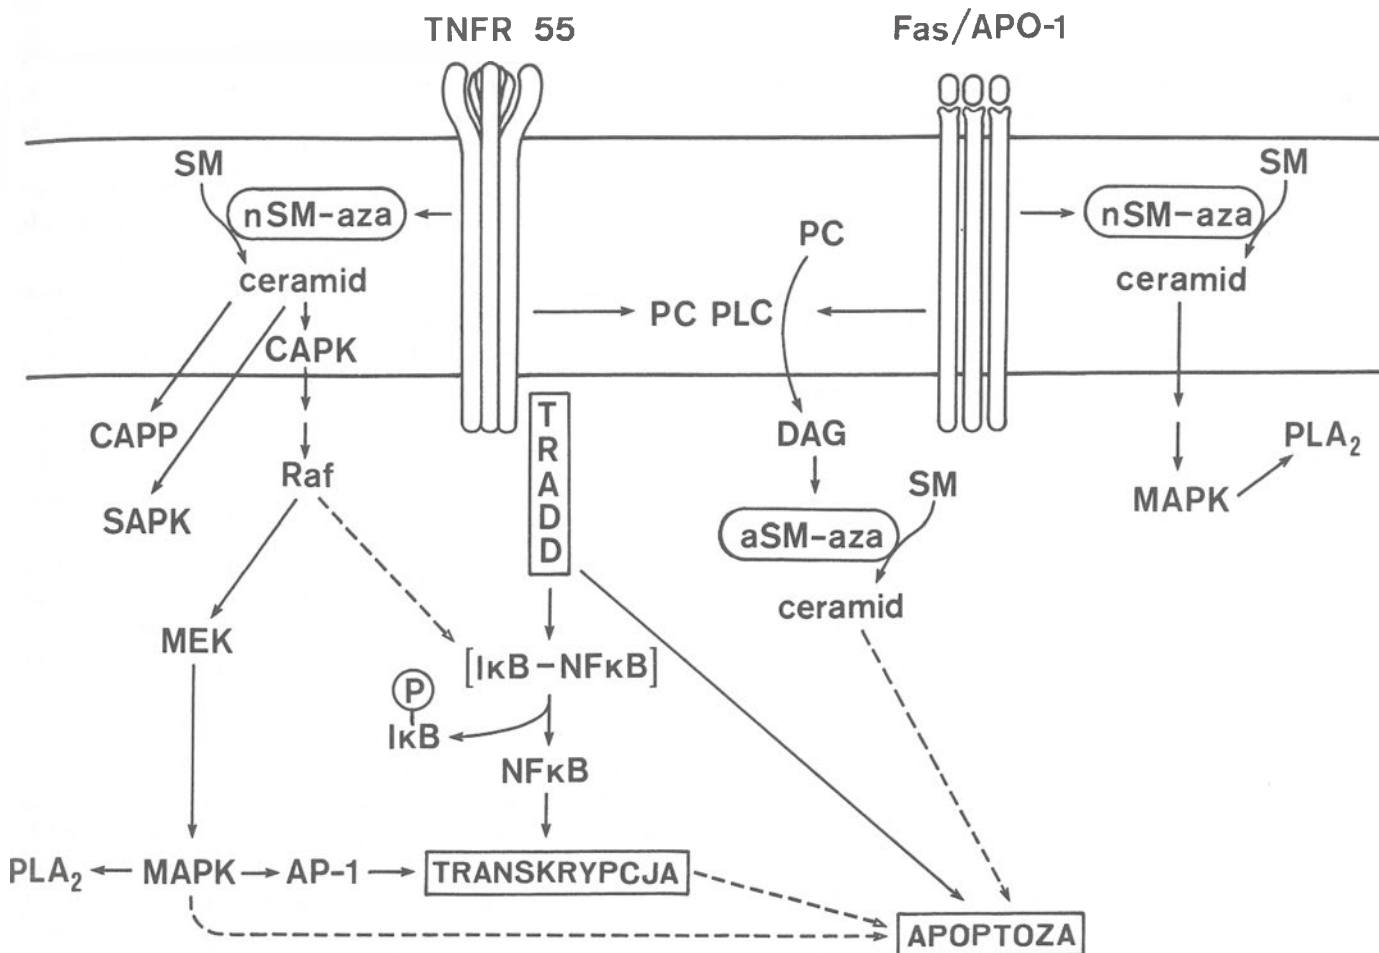 TNFR 55
Fas/APO-1
SM
SM
nSM-aza
nSM-aza
PC
ceramid
ceramid
PC PLC
CAPK
CAPP
TRADD
DAG
PLA₂
Raf
SM
MAPK
SAPK
aSM-aza
ceramid
MEK
[IκB-NFκB]
P
IκB
NFκB
PLA₂
MAPK
AP-1
TRANSKRYPCJA
APOPTOZA